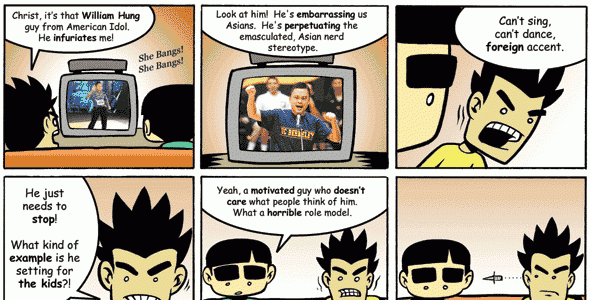 Christ, it's that William Hung
guy from American Idol.
He infuriates me!
She Bangs!
She Bangs!
Look at him! He's embarrassing us
Asians. He's perpetuating the
emasculated, Asian nerd
stereotype.
UC BERKELEY
Can't sing,
can't dance,
foreign accent.
He just
needs to
stop!
What kind of
example is he
setting for
the kids?!
Yeah, a motivated guy who doesn't
care what people think of him.
What a horrible role model.